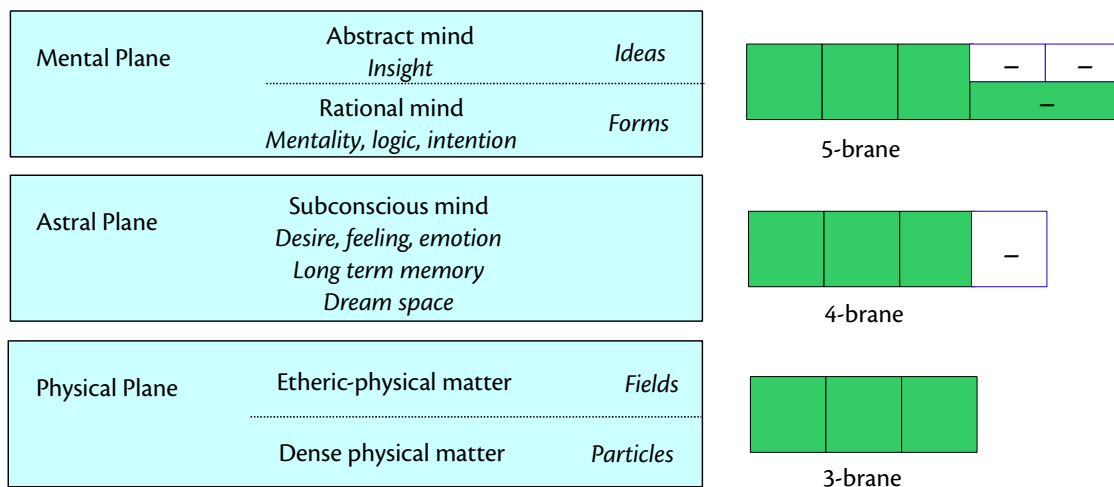 Mental Plane
Abstract mind
Insight
Ideas
Rational mind
Mentality, logic, intention
Forms
–
–
–
5-brane
Astral Plane
Subconscious mind
Desire, feeling, emotion
Long term memory
Dream space
–
4-brane
Physical Plane
Etheric-physical matter
Fields
Dense physical matter
Particles
3-brane